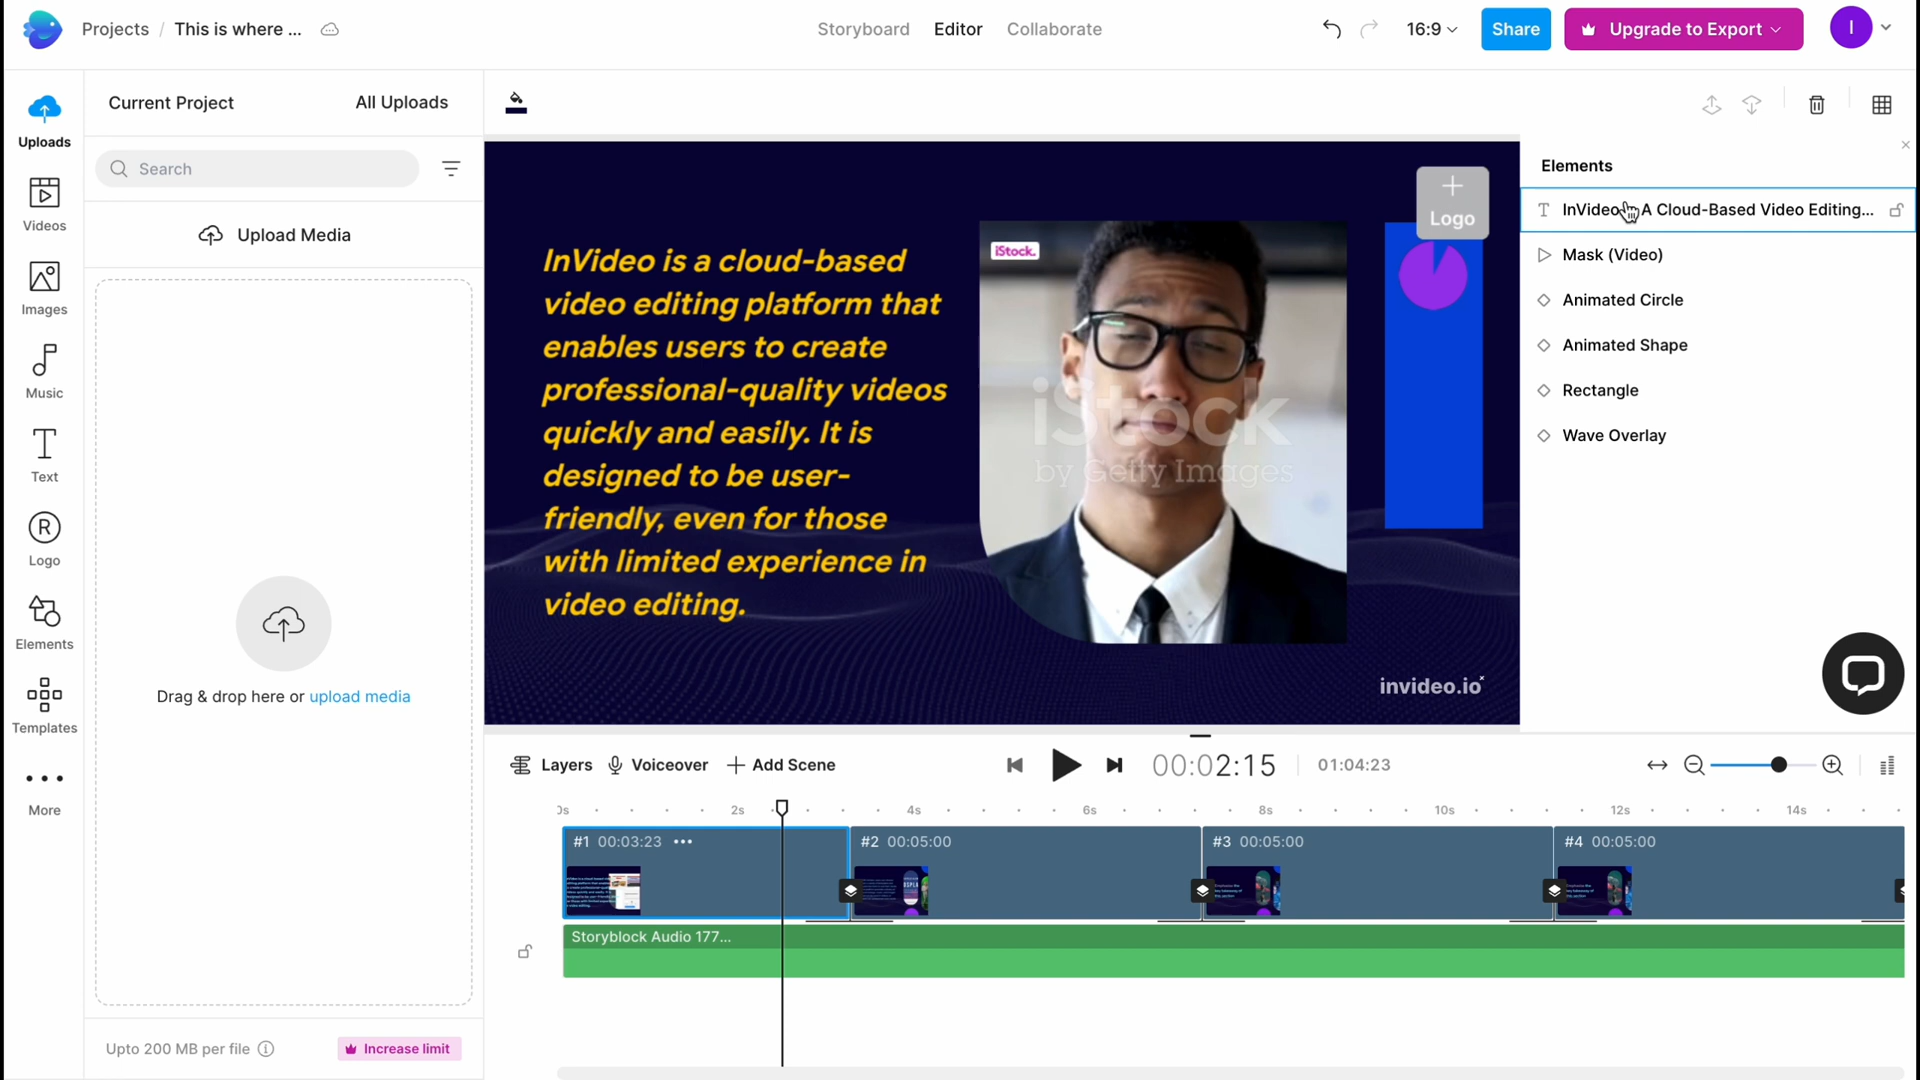 Projects / This is where ...
Storyboard
Editor
Collaborate
16:9
Share
Upgrade to Export
I
Uploads
Videos
Images
Music
Text
Logo
Elements
Templates
More
Current Project
All Uploads
Search
Upload Media
Drag & drop here or upload media
Upto 200 MB per file
Increase limit
InVideo is a cloud-based
video editing platform that
enables users to create
professional-quality videos
quickly and easily. It is
designed to be user-
friendly, even for those
with limited experience in
video editing.
iStock.
iStock
by Getty Images
+
Logo
invideo.io
Elements
InVideo A Cloud-Based Video Editing...
Mask (Video)
Animated Circle
Animated Shape
Rectangle
Wave Overlay
Layers
Voiceover
Add Scene
00:02:15
01:04:23
0s 2s 4s 6s 8s 10s 12s 14s
#1 00:03:23
#2 00:05:00
#3 00:05:00
#4 00:05:00
Storyblock Audio 177...